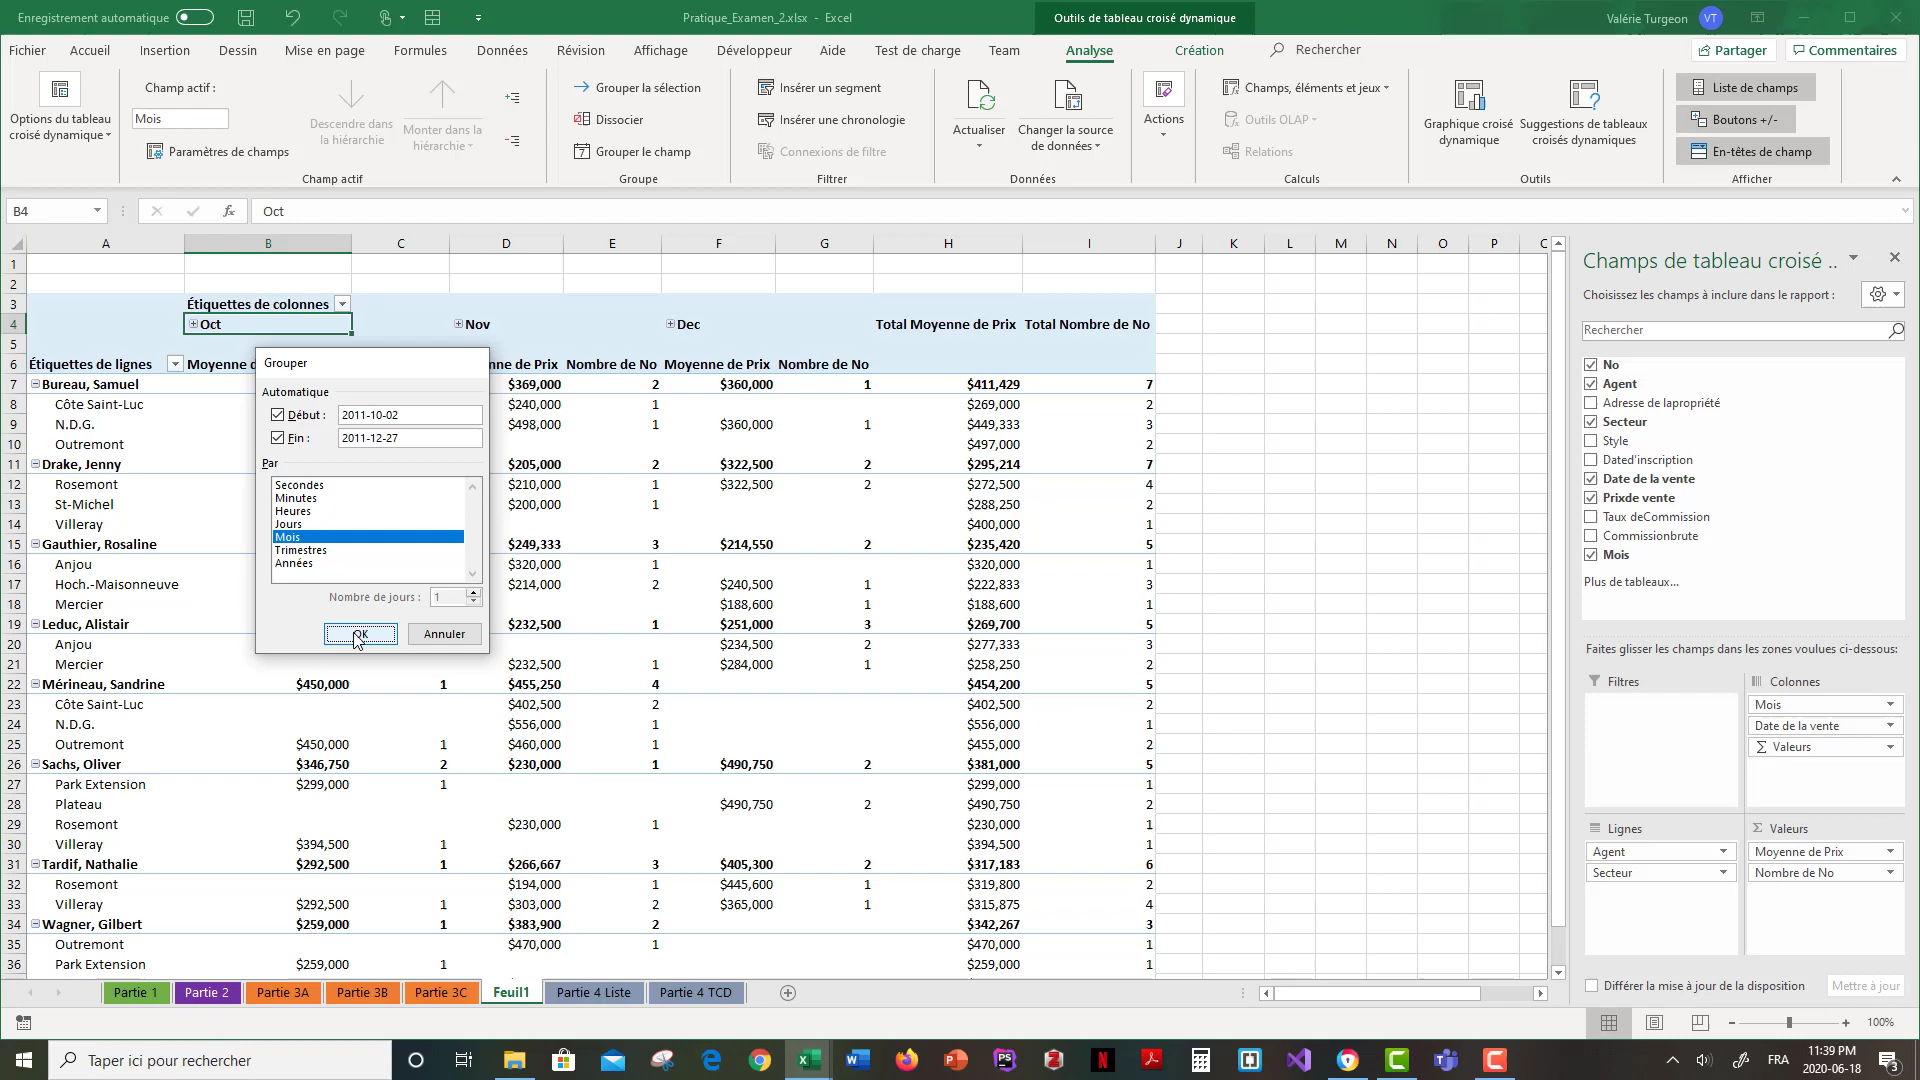 Enregistrement automatique
Pratique_Examen_2.xlsx - Excel
Outils de tableau croisé dynamique
Valérie Turgeon VT
Fichier Accueil Insertion Dessin Mise en page Formules Données Révision Affichage Développeur Aide Test de charge Team Analyse Création Rechercher Partager Commentaires
Options du tableau croisé dynamique
Champ actif :
Mois
Paramètres de champs
Descendre dans la hiérarchie
Monter dans la hiérarchie
Champ actif
Grouper la sélection
Dissocier
Grouper le champ
Groupe
Insérer un segment
Insérer une chronologie
Connexions de filtre
Filtrer
Actualiser
Changer la source de données
Données
Actions
Champs, éléments et jeux
Outils OLAP
Relations
Calculs
Graphique croisé dynamique
Suggestions de tableaux croisés dynamiques
Outils
Liste de champs
Boutons +/-
En-têtes de champ
Afficher
B4 fx Oct
A B C D E F G H I J K L M N O P
1
2
3 Étiquettes de colonnes
4 Oct Nov Dec Total Moyenne de Prix Total Nombre de No
5
6 Étiquettes de lignes Moyenne d ne de Prix Nombre de No Moyenne de Prix Nombre de No
7 Bureau, Samuel $369,000 2 $360,000 1 $411,429 7
8 Côte Saint-Luc $240,000 1 $269,000 2
9 N.D.G. $498,000 1 $360,000 1 $449,333 3
10 Outremont $497,000 2
11 Drake, Jenny $205,000 2 $322,500 2 $295,214 7
12 Rosemont $210,000 1 $322,500 2 $272,500 4
13 St-Michel $200,000 1 $288,250 2
14 Villeray $400,000 1
15 Gauthier, Rosaline $249,333 3 $214,550 2 $235,420 5
16 Anjou $320,000 1 $320,000 1
17 Hoch.-Maisonneuve $214,000 2 $240,500 1 $222,833 3
18 Mercier $188,600 1 $188,600 1
19 Leduc, Alistair $232,500 1 $251,000 3 $269,700 5
20 Anjou $234,500 2 $277,333 3
21 Mercier $232,500 1 $284,000 1 $258,250 2
22 Mérineau, Sandrine $450,000 1 $455,250 4 $454,200 5
23 Côte Saint-Luc $402,500 2 $402,500 2
24 N.D.G. $556,000 1 $556,000 1
25 Outremont $450,000 1 $460,000 1 $455,000 2
26 Sachs, Oliver $346,750 2 $230,000 1 $490,750 2 $381,000 5
27 Park Extension $299,000 1 $299,000 1
28 Plateau $490,750 2 $490,750 2
29 Rosemont $230,000 1 $230,000 1
30 Villeray $394,500 1 $394,500 1
31 Tardif, Nathalie $292,500 1 $266,667 3 $405,300 2 $317,183 6
32 Rosemont $194,000 1 $445,600 1 $319,800 2
33 Villeray $292,500 1 $303,000 2 $365,000 1 $315,875 4
34 Wagner, Gilbert $259,000 1 $383,900 2 $342,267 3
35 Outremont $470,000 1 $470,000 1
36 Park Extension $259,000 1 $259,000 1
Grouper
Automatique
Début : 2011-10-02
Fin : 2011-12-27
Par
Secondes
Minutes
Heures
Jours
Mois
Trimestres
Années
Nombre de jours : 1
OK Annuler
Champs de tableau croisé ..
Choisissez les champs à inclure dans le rapport :
Rechercher
No
Agent
Adresse de lapropriété
Secteur
Style
Dated'inscription
Date de la vente
Prixde vente
Taux deCommission
Commissionbrute
Mois
Plus de tableaux...
Faites glisser les champs dans les zones voulues ci-dessous:
Filtres
Colonnes
Mois
Date de la vente
Σ Valeurs
Lignes
Agent
Secteur
Σ Valeurs
Moyenne de Prix
Nombre de No
Différer la mise à jour de la disposition Mettre à jour
Partie 1 Partie 2 Partie 3A Partie 3B Partie 3C Feuil1 Partie 4 Liste Partie 4 TCD
100%
Taper ici pour rechercher
FRA
11:39 PM
2020-06-18
3